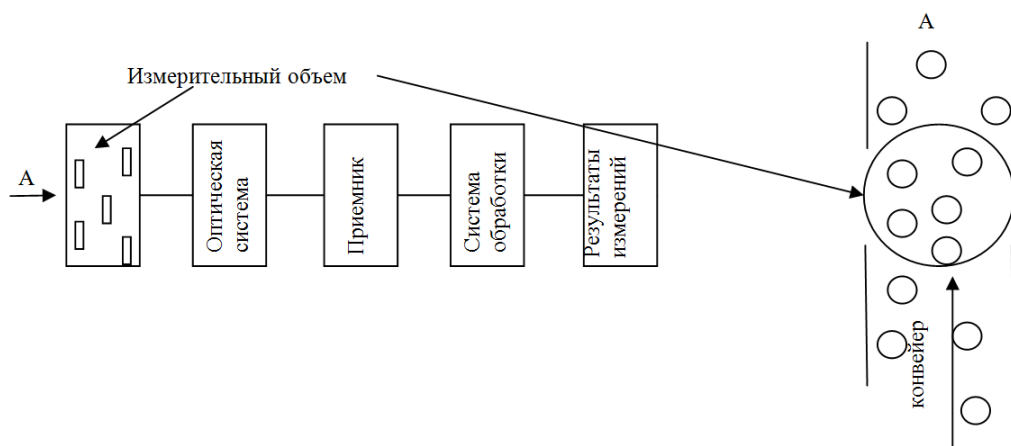 А
Измерительный объем
А
Оптическая
система
Приемник
Система
обработки
Результаты
измерений
конвейер